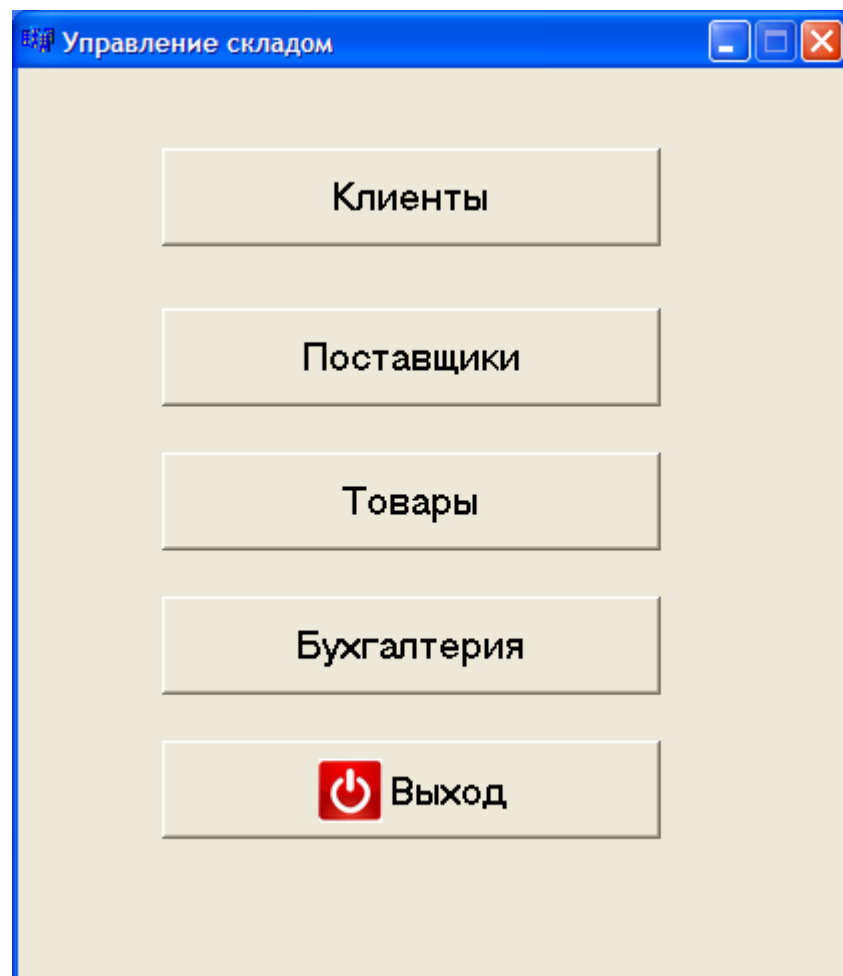 Управление складом
Клиенты
Поставщики
Товары
Бухгалтерия
Выход